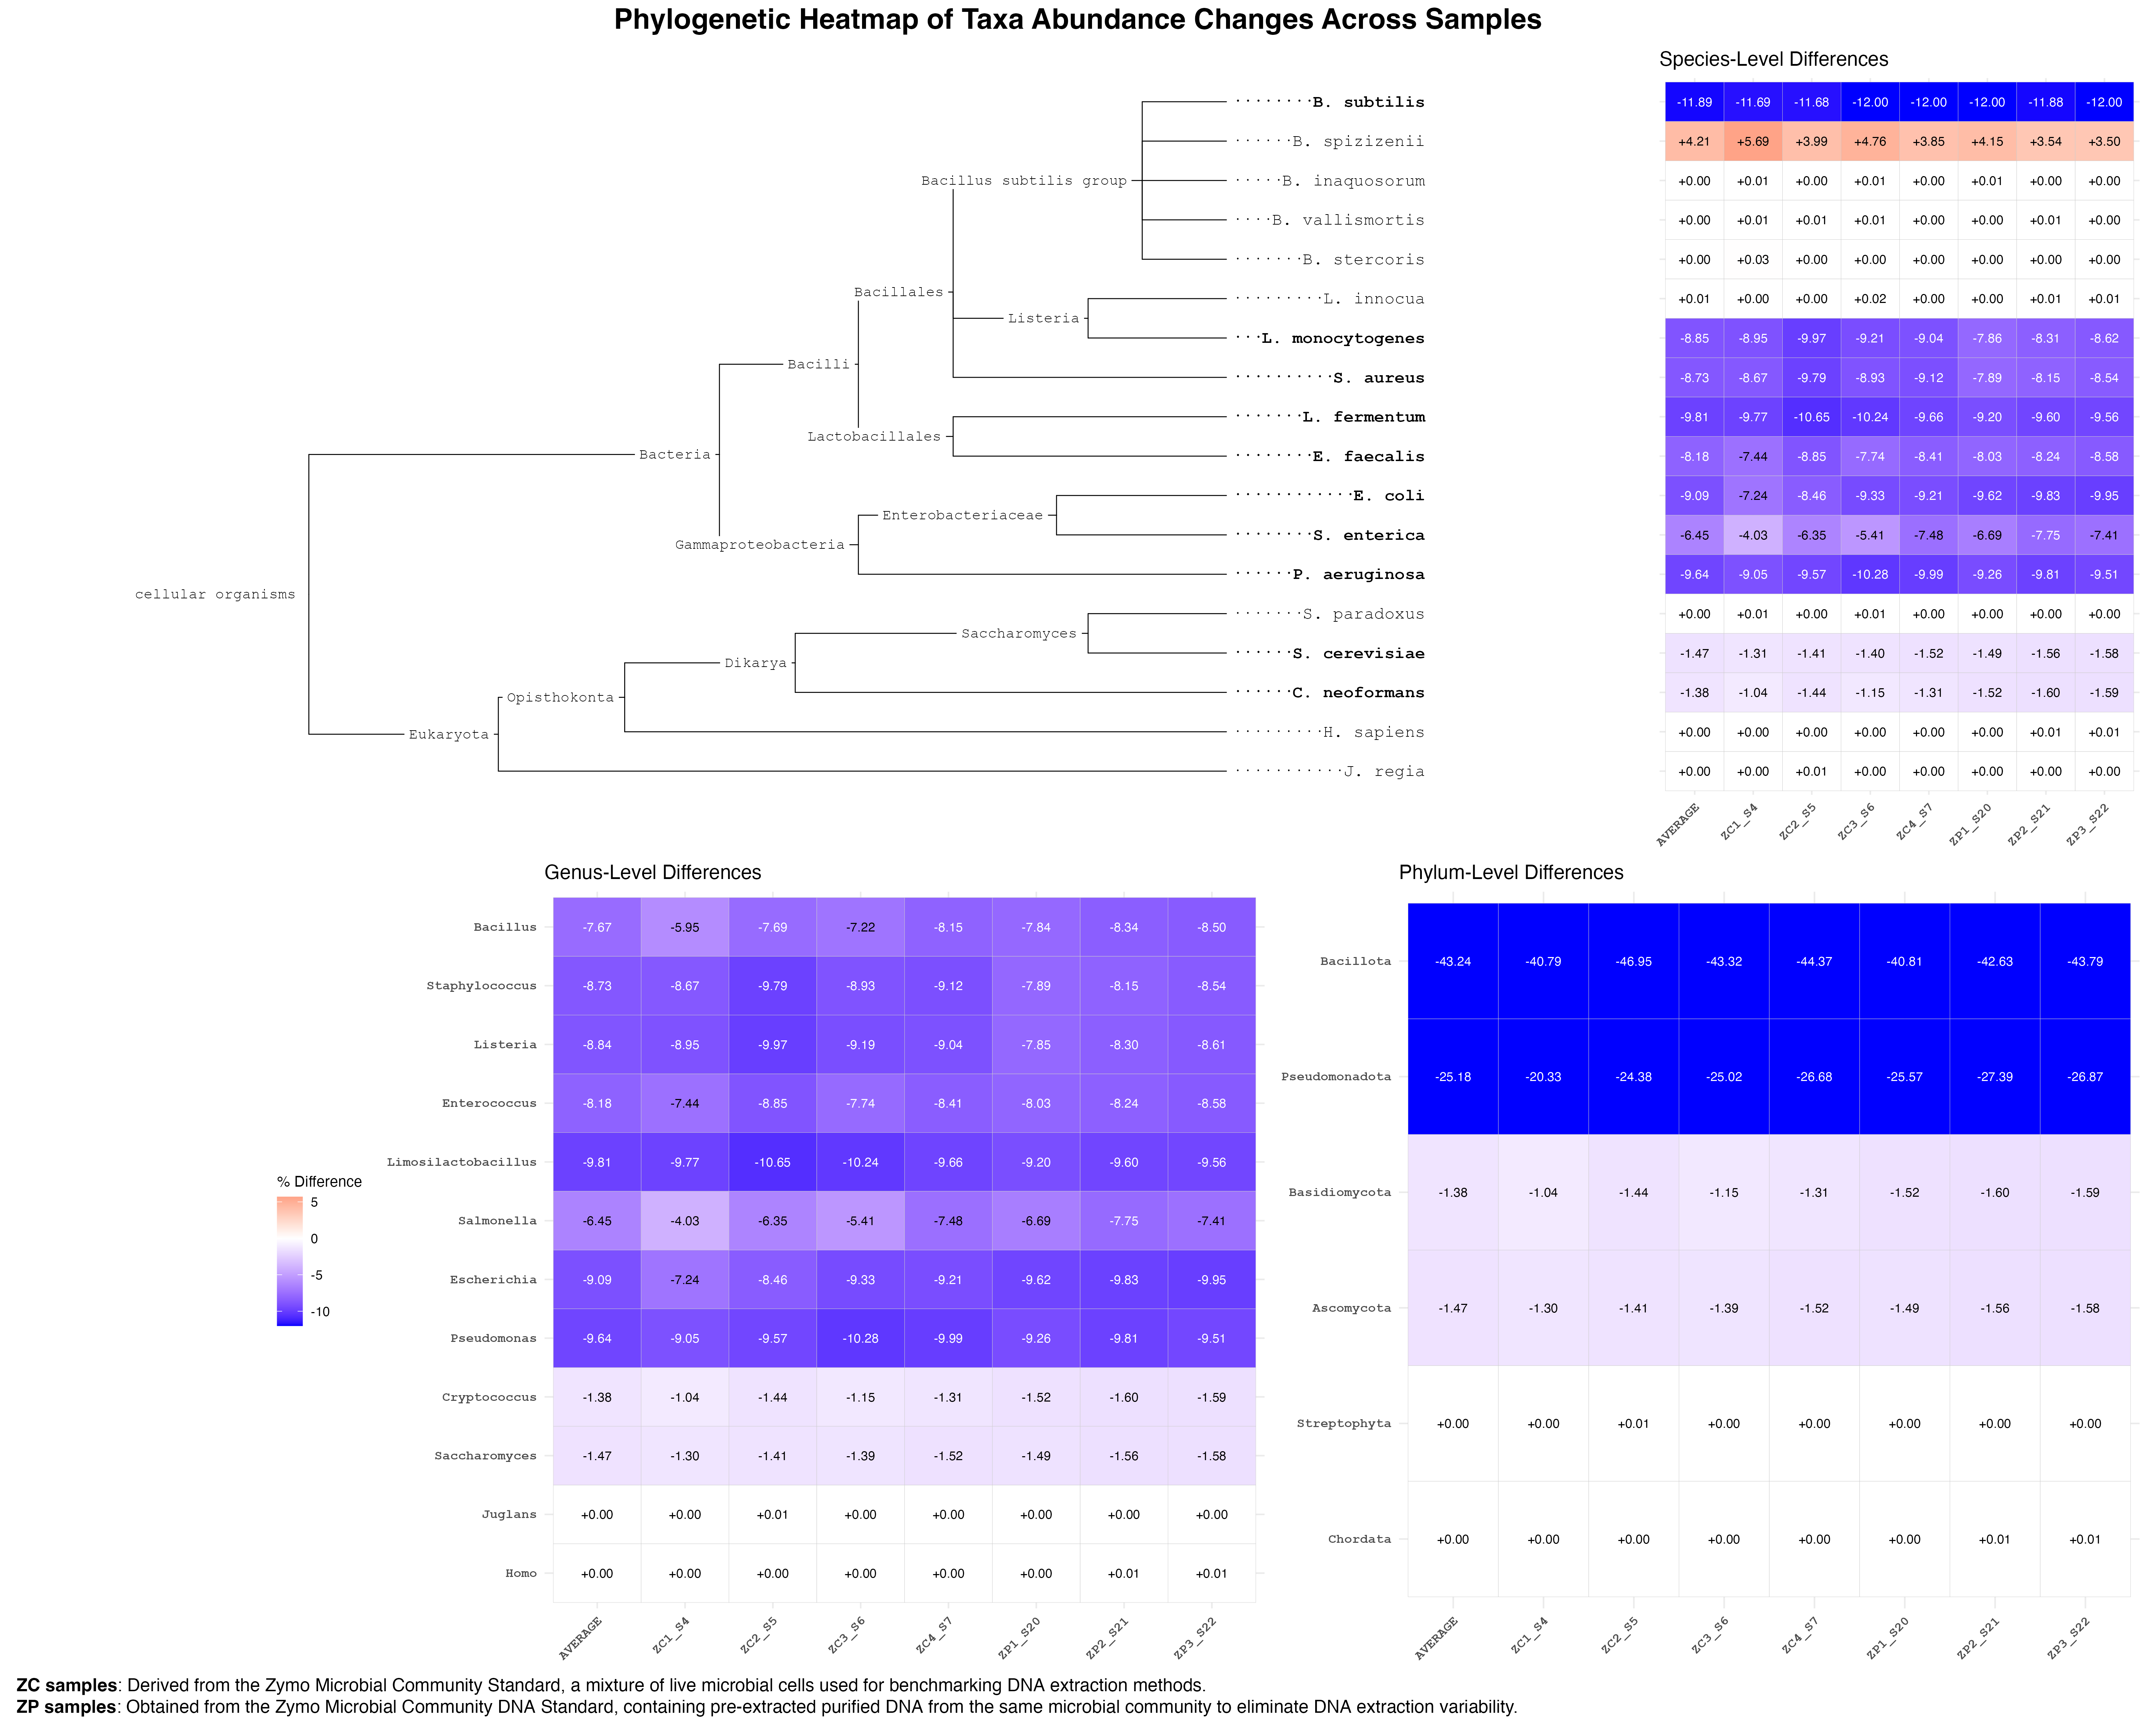 Phylogenetic Heatmap of Taxa Abundance Changes Across Samples
Species-Level Differences
B. subtilis
B. spizizenii
Bacillus subtilis group
B. inaquosorum
B. vallismortis
B. stercoris
Bacillales
L. innocua
Listeria
L. monocytogenes
Bacilli
S. aureus
L. fermentum
Lactobacillales
Bacteria
E. faecalis
E. coli
Enterobacteriaceae
S. enterica
Gammaproteobacteria
P. aeruginosa
cellular organisms
S. paradoxus
Saccharomyces
S. cerevisiae
Dikarya
C. neoformans
Opisthokonta
H. sapiens
Eukaryota
J. regia
-11.89 -11.69 -11.68 -12.00 -12.00 -12.00 -11.88 -12.00
+4.21 +5.69 +3.99 +4.76 +3.85 +4.15 +3.54 +3.50
+0.00 +0.01 +0.00 +0.01 +0.00 +0.01 +0.00 +0.00
+0.00 +0.01 +0.01 +0.01 +0.00 +0.00 +0.01 +0.00
+0.00 +0.03 +0.00 +0.00 +0.00 +0.00 +0.00 +0.00
+0.01 +0.00 +0.00 +0.02 +0.00 +0.00 +0.01 +0.01
-8.85 -8.95 -9.97 -9.21 -9.04 -7.86 -8.31 -8.62
-8.73 -8.67 -9.79 -8.93 -9.12 -7.89 -8.15 -8.54
-9.81 -9.77 -10.65 -10.24 -9.66 -9.20 -9.60 -9.56
-8.18 -7.44 -8.85 -7.74 -8.41 -8.03 -8.24 -8.58
-9.09 -7.24 -8.46 -9.33 -9.21 -9.62 -9.83 -9.95
-6.45 -4.03 -6.35 -5.41 -7.48 -6.69 -7.75 -7.41
-9.64 -9.05 -9.57 -10.28 -9.99 -9.26 -9.81 -9.51
+0.00 +0.01 +0.00 +0.01 +0.00 +0.00 +0.00 +0.00
-1.47 -1.31 -1.41 -1.40 -1.52 -1.49 -1.56 -1.58
-1.38 -1.04 -1.44 -1.15 -1.31 -1.52 -1.60 -1.59
+0.00 +0.00 +0.00 +0.00 +0.00 +0.00 +0.01 +0.01
+0.00 +0.00 +0.01 +0.00 +0.00 +0.00 +0.00 +0.00
AVERAGE ZC1_S4 ZC2_S5 ZC3_S6 ZC4_S7 ZP1_S20 ZP2_S21 ZP3_S22
Genus-Level Differences
Bacillus -7.67 -5.95 -7.69 -7.22 -8.15 -7.84 -8.34 -8.50
Staphylococcus -8.73 -8.67 -9.79 -8.93 -9.12 -7.89 -8.15 -8.54
Listeria -8.84 -8.95 -9.97 -9.19 -9.04 -7.85 -8.30 -8.61
Enterococcus -8.18 -7.44 -8.85 -7.74 -8.41 -8.03 -8.24 -8.58
Limosilactobacillus -9.81 -9.77 -10.65 -10.24 -9.66 -9.20 -9.60 -9.56
Salmonella -6.45 -4.03 -6.35 -5.41 -7.48 -6.69 -7.75 -7.41
Escherichia -9.09 -7.24 -8.46 -9.33 -9.21 -9.62 -9.83 -9.95
Pseudomonas -9.64 -9.05 -9.57 -10.28 -9.99 -9.26 -9.81 -9.51
Cryptococcus -1.38 -1.04 -1.44 -1.15 -1.31 -1.52 -1.60 -1.59
Saccharomyces -1.47 -1.30 -1.41 -1.39 -1.52 -1.49 -1.56 -1.58
Juglans +0.00 +0.00 +0.01 +0.00 +0.00 +0.00 +0.00 +0.00
Homo +0.00 +0.00 +0.00 +0.00 +0.00 +0.00 +0.01 +0.01
AVERAGE ZC1_S4 ZC2_S5 ZC3_S6 ZC4_S7 ZP1_S20 ZP2_S21 ZP3_S22
% Difference
5
0
-5
-10
Phylum-Level Differences
Bacillota -43.24 -40.79 -46.95 -43.32 -44.37 -40.81 -42.63 -43.79
Pseudomonadota -25.18 -20.33 -24.38 -25.02 -26.68 -25.57 -27.39 -26.87
Basidiomycota -1.38 -1.04 -1.44 -1.15 -1.31 -1.52 -1.60 -1.59
Ascomycota -1.47 -1.30 -1.41 -1.39 -1.52 -1.49 -1.56 -1.58
Streptophyta +0.00 +0.00 +0.01 +0.00 +0.00 +0.00 +0.00 +0.00
Chordata +0.00 +0.00 +0.00 +0.00 +0.00 +0.00 +0.01 +0.01
AVERAGE ZC1_S4 ZC2_S5 ZC3_S6 ZC4_S7 ZP1_S20 ZP2_S21 ZP3_S22
ZC samples: Derived from the Zymo Microbial Community Standard, a mixture of live microbial cells used for benchmarking DNA extraction methods.
ZP samples: Obtained from the Zymo Microbial Community DNA Standard, containing pre-extracted purified DNA from the same microbial community to eliminate DNA extraction variability.